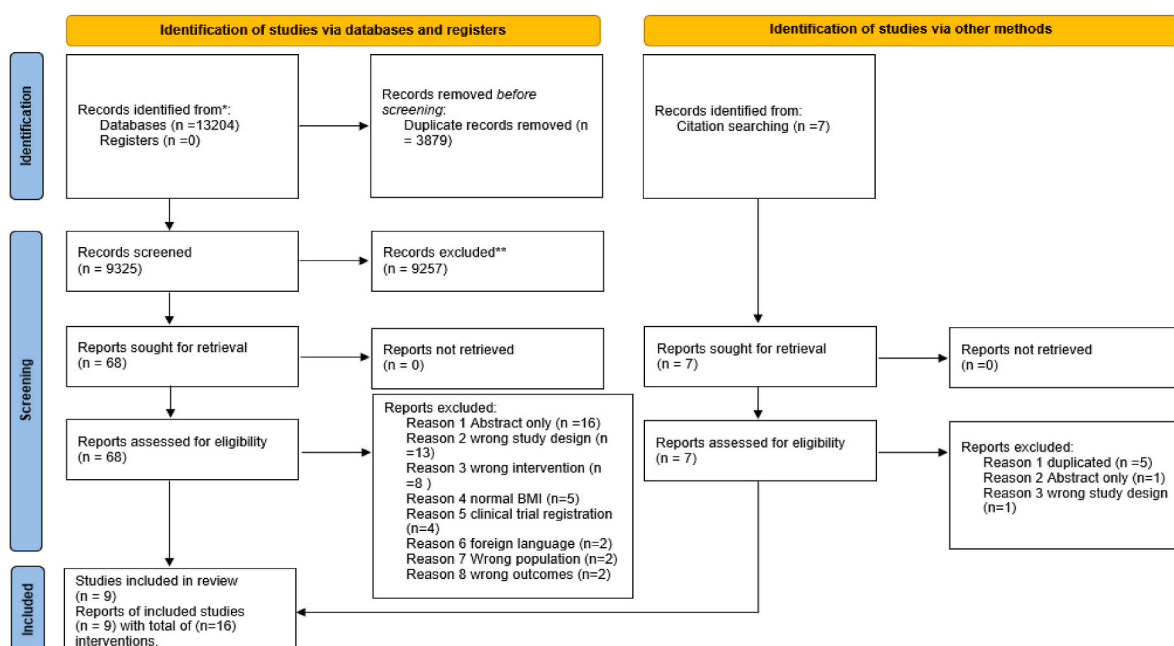 Identification of studies via databases and registers
Identification of studies via other methods
Identification
Records identified from*:
Databases (n =13204)
Registers (n =0)
Records removed before
screening:
Duplicate records removed (n
= 3879)
Records identified from:
Citation searching (n =7)
Screening
Records screened
(n = 9325)
Records excluded**
(n = 9257)
Reports sought for retrieval
(n = 68)
Reports not retrieved
(n = 0)
Reports sought for retrieval
(n = 7)
Reports not retrieved
(n =0)
Reports assessed for eligibility
(n = 68)
Reports excluded:
Reason 1 Abstract only (n =16)
Reason 2 wrong study design (n
=13)
Reason 3 wrong intervention (n
=8 )
Reason 4 normal BMI (n=5)
Reason 5 clinical trial registration
(n=4)
Reason 6 foreign language (n=2)
Reason 7 Wrong population (n=2)
Reason 8 wrong outcomes (n=2)
Reports assessed for eligibility
(n = 7)
Reports excluded:
Reason 1 duplicated (n =5)
Reason 2 Abstract only (n=1)
Reason 3 wrong study design
(n=1)
Included
Studies included in review
(n = 9)
Reports of included studies
(n = 9) with total of (n=16)
interventions.